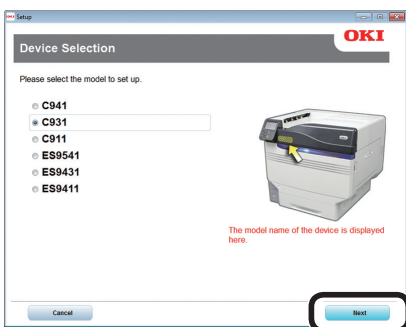 Setup
OKI
Device Selection
Please select the model to set up.
C941
C931
C911
ES9541
ES9431
ES9411
The model name of the device is displayed
here.
Cancel
Next